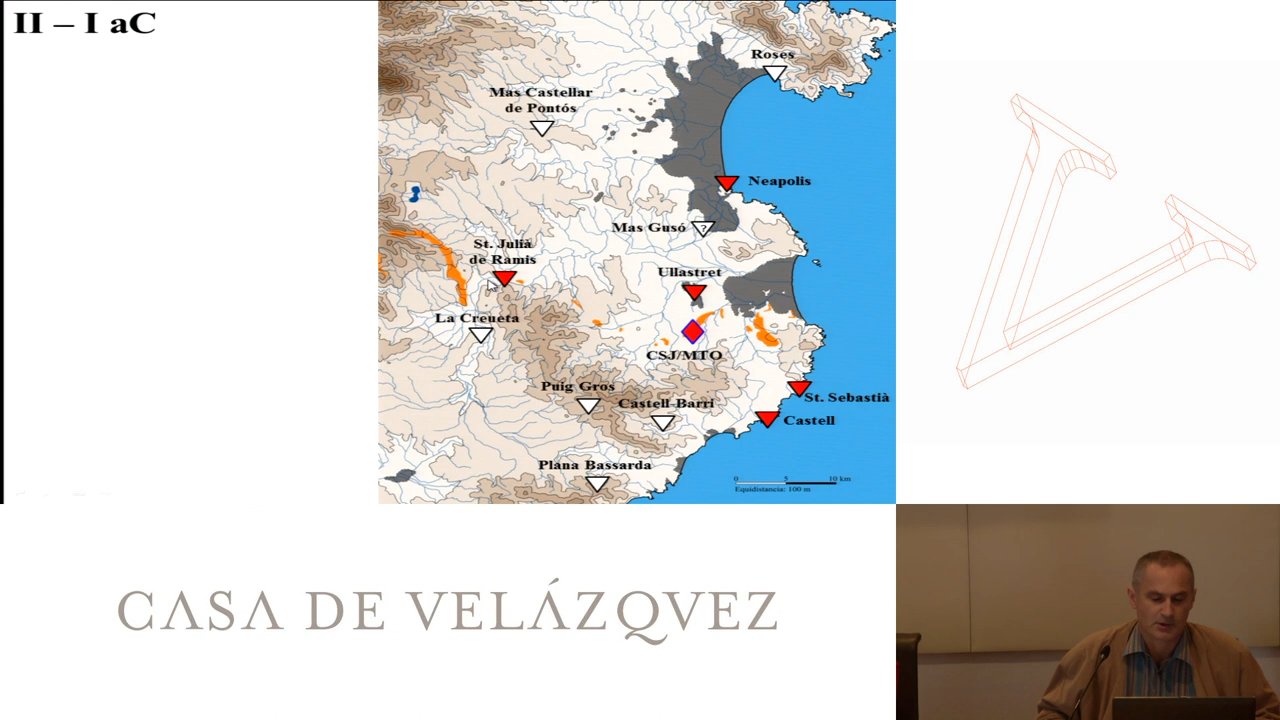 II – I aC
Roses
Mas Castellar
de Pontós
Neapolis
Mas Gusó
?
St. Julià
de Ramis
Ullastret
La Creueta
CSJ/MTO
Puig Gros
Castell-Barri
St. Sebastià
Castell
Plana Bassarda
0 5 10 km
Equidistancia: 100 m
CASA DE VELÁZQVEZ